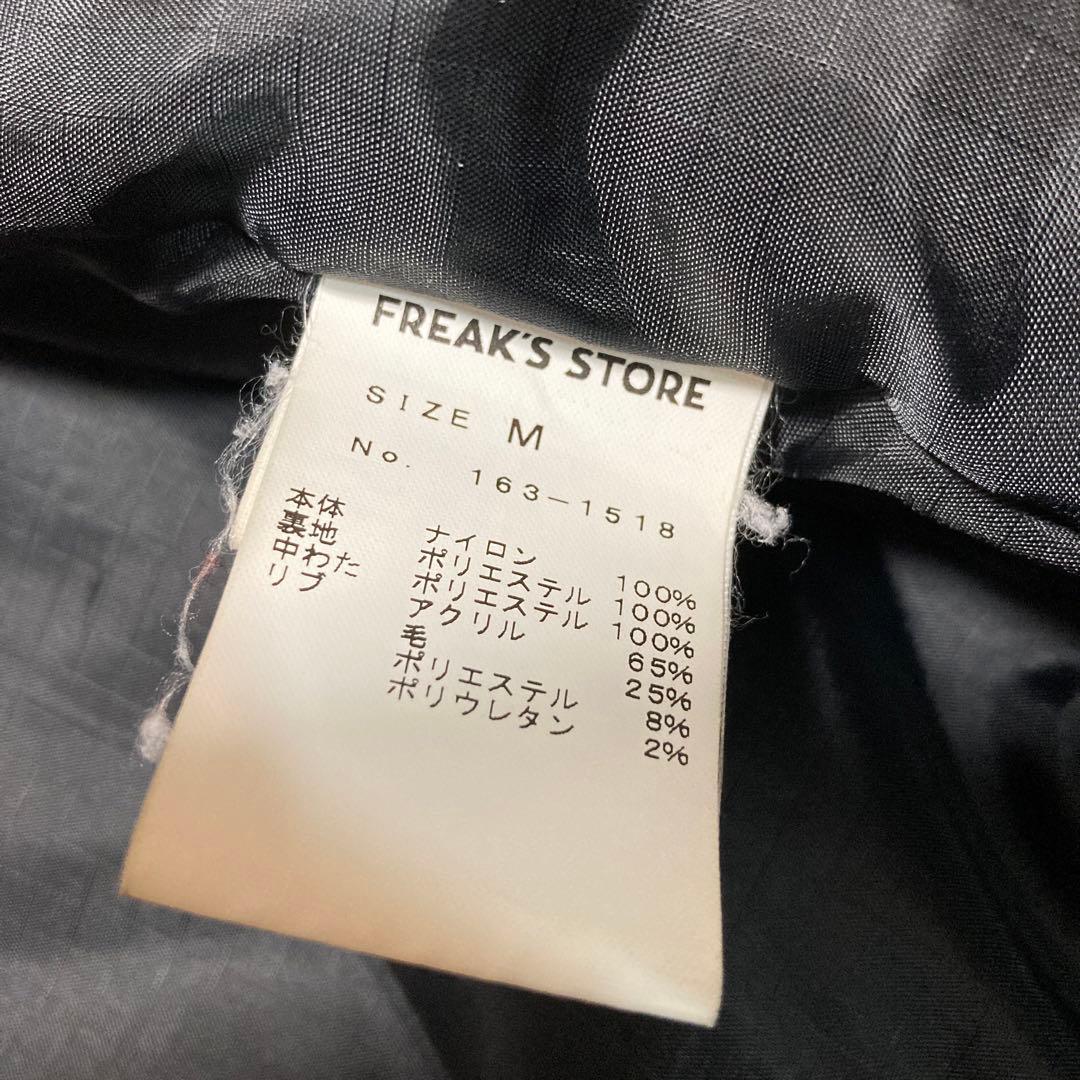 FREAK'S STORE
SIZE M
No. 163-1518
本体 ナイロン 100%
裏地 ポリエステル 100%
中わた ポリエステル 100%
リブ アクリル 65%
毛 25%
ポリエステル 8%
ポリウレタン 2%